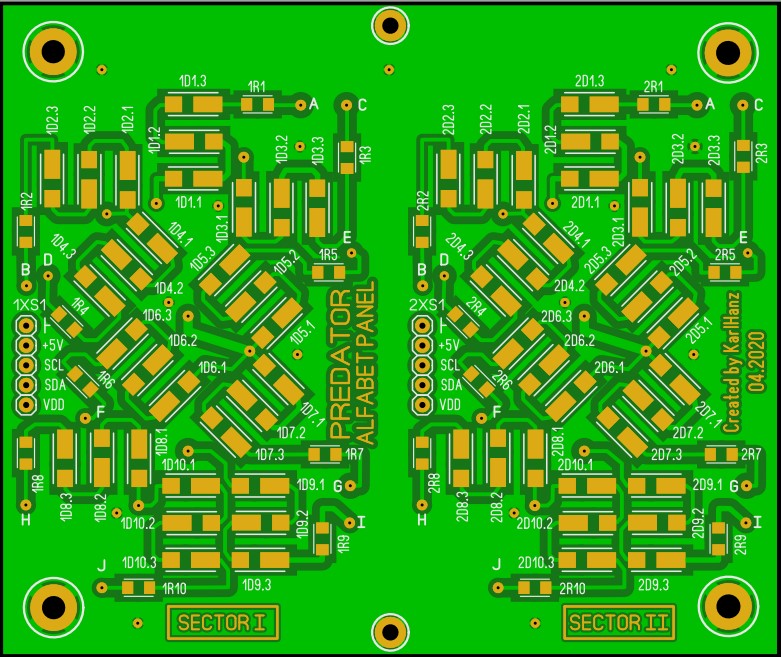 1D1.3
1R1
A
C
1D2.3
1D2.2
1D2.1
1D1.2
1D3.2
1D3.3
1R3
1R2
1D1.1
1D3.1
1D4.1
E
1D4.3
D
1D5.3
1D5.2
1R5
B
1D4.2
1XS1
1R4
1D6.3
I
+5V
1D6.2
1D5.1
SCL
1D6.1
SDA
1R6
VDD
1D7.1
F
PREDATOR
ALFABET PANEL
1D8.1
1D7.2
1D7.3
1R7
1R8
1D8.3
1D8.2
1D10.1
1D9.1
G
H
1D10.2
1D9.2
I
1R9
1D10.3
J
1R10
1D9.3
SECTOR I
2D1.3
2R1
A
C
2D2.3
2D2.2
2D2.1
2D1.2
2D3.2
2D3.3
2R3
2R2
2D1.1
2D3.1
2D4.1
E
2D4.3
D
2D5.3
2D5.2
2R5
B
2D4.2
2XS1
2R4
2D6.3
2D6.2
2D5.1
2D6.1
2R6
2D7.1
F
Created by KarlHanz
04.2020
2D8.1
2D7.2
2D7.3
2R7
2R8
2D8.3
2D8.2
2D10.1
2D9.1
G
H
2D10.2
2D9.2
I
2R9
2D10.3
J
2R10
2D9.3
SECTOR II